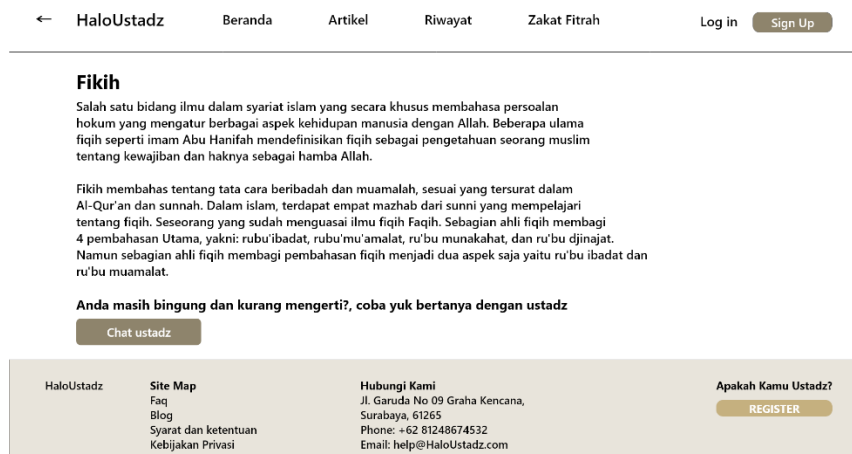 ← HaloUstadz Beranda Artikel Riwayat Zakat Fitrah Log in Sign Up
Fikih
Salah satu bidang ilmu dalam syariat islam yang secara khusus membahasa persoalan
hokum yang mengatur berbagai aspek kehidupan manusia dengan Allah. Beberapa ulama
fiqih seperti imam Abu Hanifah mendefinisikan fiqih sebagai pengetahuan seorang muslim
tentang kewajiban dan haknya sebagai hamba Allah.
Fikih membahas tentang tata cara beribadah dan muamalah, sesuai yang tersurat dalam
Al-Qur'an dan sunnah. Dalam islam, terdapat empat mazhab dari sunni yang mempelajari
tentang fiqih. Seseorang yang sudah menguasai ilmu fiqih Faqih. Sebagian ahli fiqih membagi
4 pembahasan Utama, yakni: rubu'ibadat, rubu'mu'amalat, ru'bu munakahat, dan ru'bu djinajat.
Namun sebagian ahli fiqih membagi pembahasan fiqih menjadi dua aspek saja yaitu ru'bu ibadat dan
ru'bu muamalat.
Anda masih bingung dan kurang mengerti?, coba yuk bertanya dengan ustadz
Chat ustadz
HaloUstadz
Site Map
Faq
Blog
Syarat dan ketentuan
Kebijakan Privasi
Hubungi Kami
Jl. Garuda No 09 Graha Kencana,
Surabaya, 61265
Phone: +62 81248674532
Email: help@HaloUstadz.com
Apakah Kamu Ustadz?
REGISTER